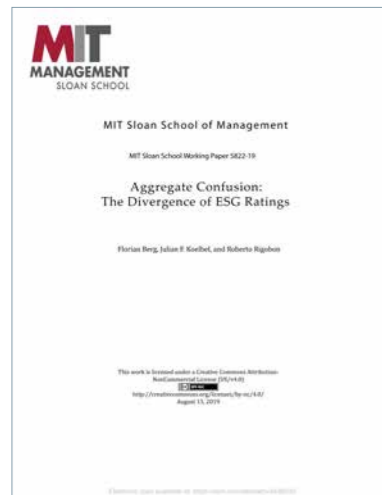 MIT
MANAGEMENT
SLOAN SCHOOL
MIT Sloan School of Management
MIT Sloan School Working Paper 5822-19
Aggregate Confusion:
The Divergence of ESG Ratings
Florian Berg, Julian F. Koelbel, and Roberto Rigobon
This work is licensed under a Creative Commons Attribution-
NonCommercial License (US/v4.0)
http://creativecommons.org/licenses/by-nc/4.0/
August 15, 2019